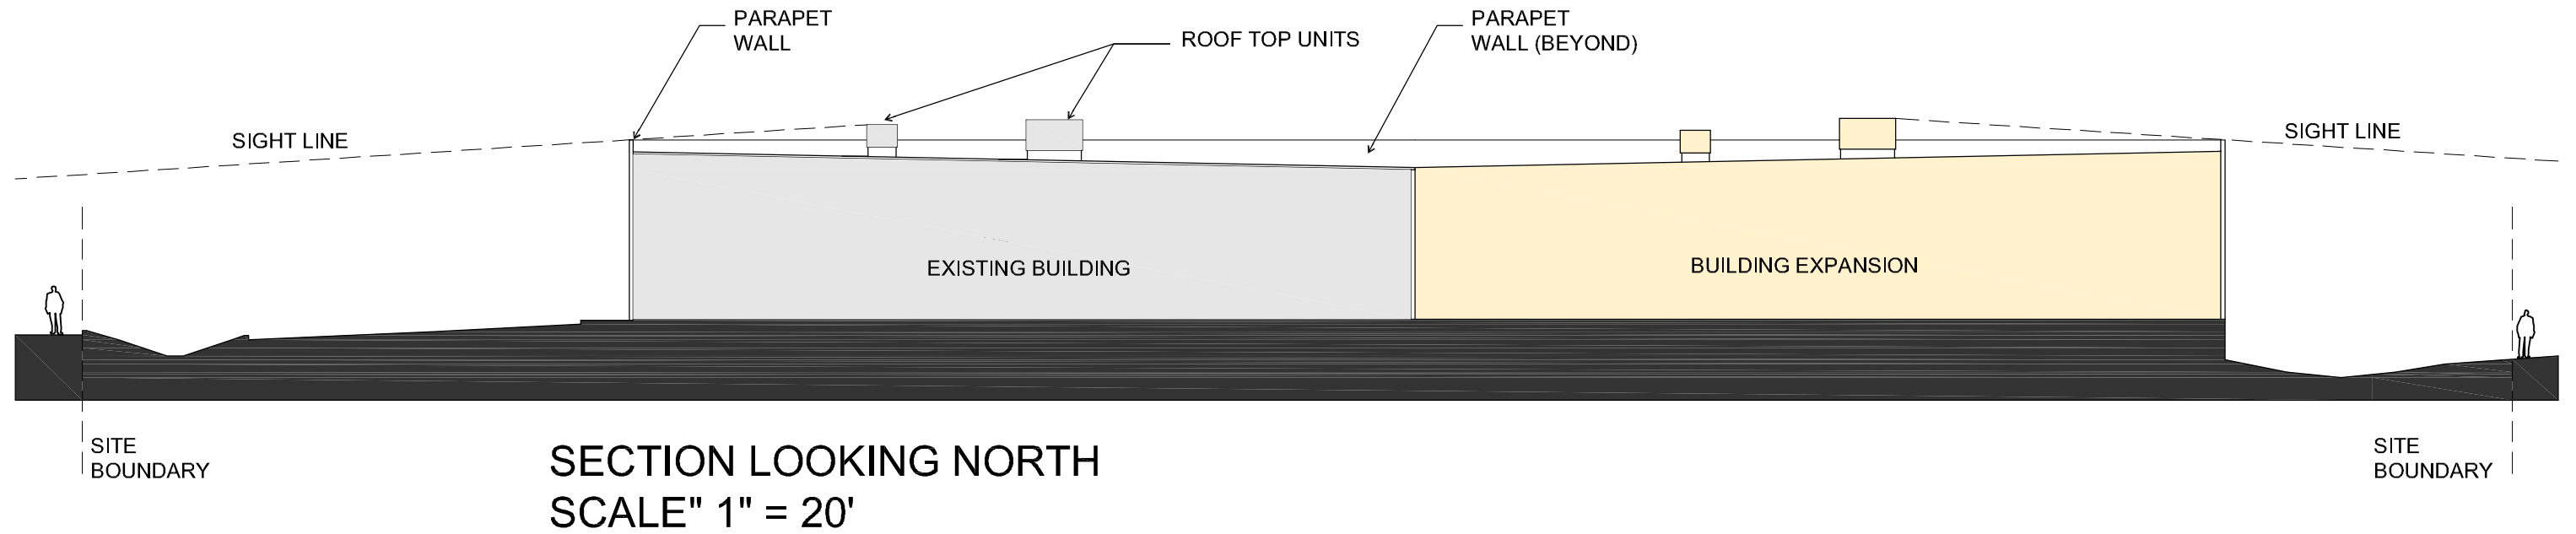 PARAPET
WALL
ROOF TOP UNITS
PARAPET
WALL (BEYOND)
SIGHT LINE
SIGHT LINE
EXISTING BUILDING
BUILDING EXPANSION
SITE
BOUNDARY
SITE
BOUNDARY
SECTION LOOKING NORTH
SCALE" 1" = 20'